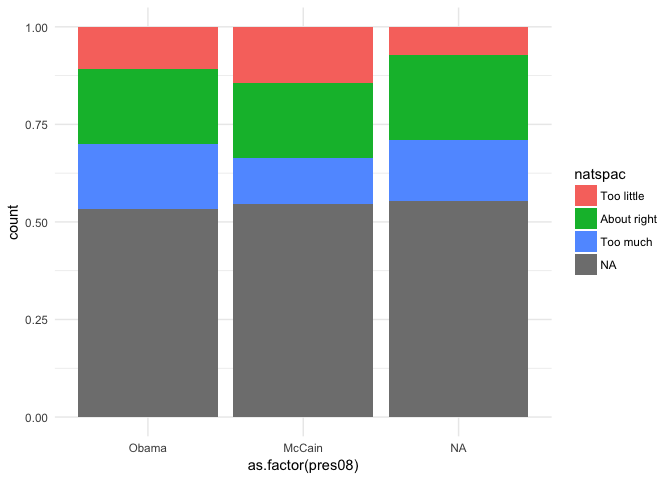 1.00
0.75
0.50
0.25
0.00
count
Obama
McCain
NA
as.factor(pres08)
natspac
Too little
About right
Too much
NA